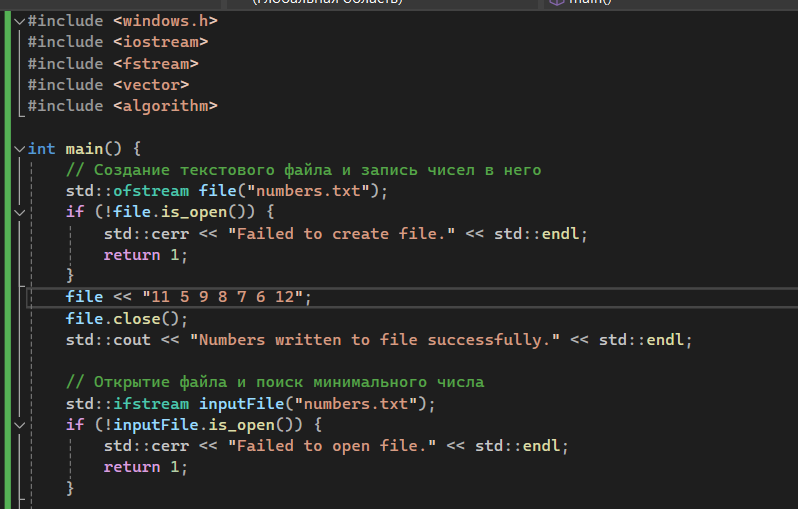 (Глобальная область) main()
#include <windows.h>
#include <iostream>
#include <fstream>
#include <vector>
#include <algorithm>
int main() {
// Создание текстового файла и запись чисел в него
std::ofstream file("numbers.txt");
if (!file.is_open()) {
std::cerr << "Failed to create file." << std::endl;
return 1;
}
file << "11 5 9 8 7 6 12";
file.close();
std::cout << "Numbers written to file successfully." << std::endl;
// Открытие файла и поиск минимального числа
std::ifstream inputFile("numbers.txt");
if (!inputFile.is_open()) {
std::cerr << "Failed to open file." << std::endl;
return 1;
}